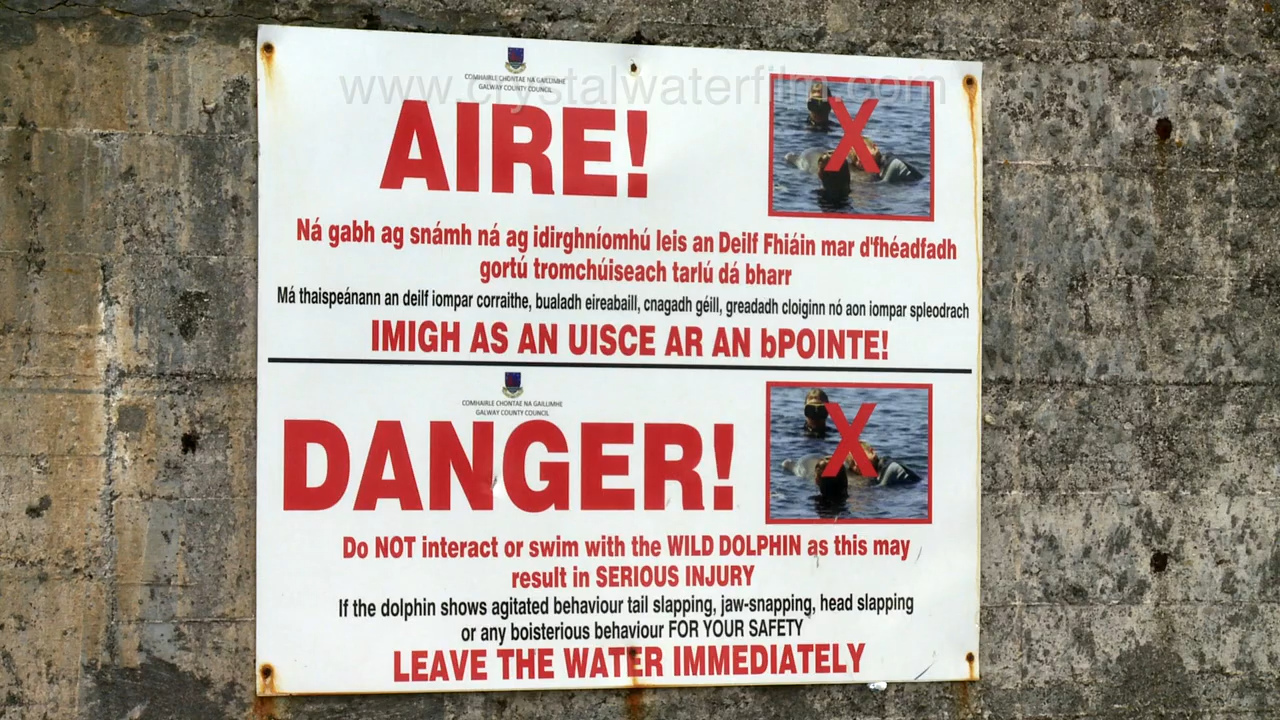 www.crystalwaterfilm.com
COMHAIRLE CHONTAE NA GAILLIMHE
GALWAY COUNTY COUNCIL
AIRE!
X
Ná gabh ag snámh ná ag idirghníomhú leis an Deilf Fhiáin mar d'fhéadfadh
gortú tromchúiseach tarlú dá bharr
Má thaispeánann an deilf iompar corraithe, bualadh eireabaill, cnagadh géill, greadadh cloiginn nó aon iompar spleodrach
IMIGH AS AN UISCE AR AN bPOINTE!
COMHAIRLE CHONTAE NA GAILLIMHE
GALWAY COUNTY COUNCIL
DANGER!
X
Do NOT interact or swim with the WILD DOLPHIN as this may
result in SERIOUS INJURY
If the dolphin shows agitated behaviour tail slapping, jaw-snapping, head slapping
or any boisterious behaviour FOR YOUR SAFETY
LEAVE THE WATER IMMEDIATELY